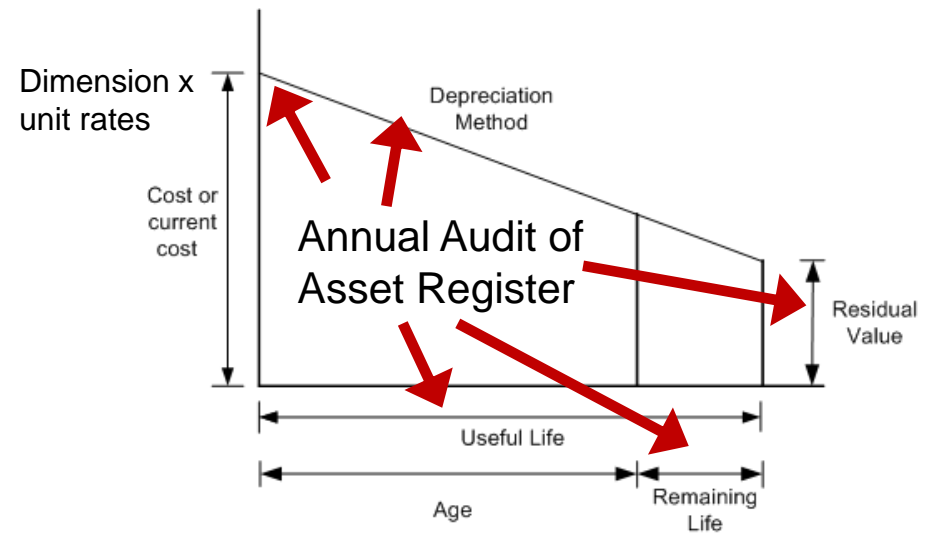 Dimension x
unit rates
Depreciation
Method
Cost or
current
cost
Annual Audit of
Asset Register
Residual
Value
Useful Life
Age
Remaining
Life